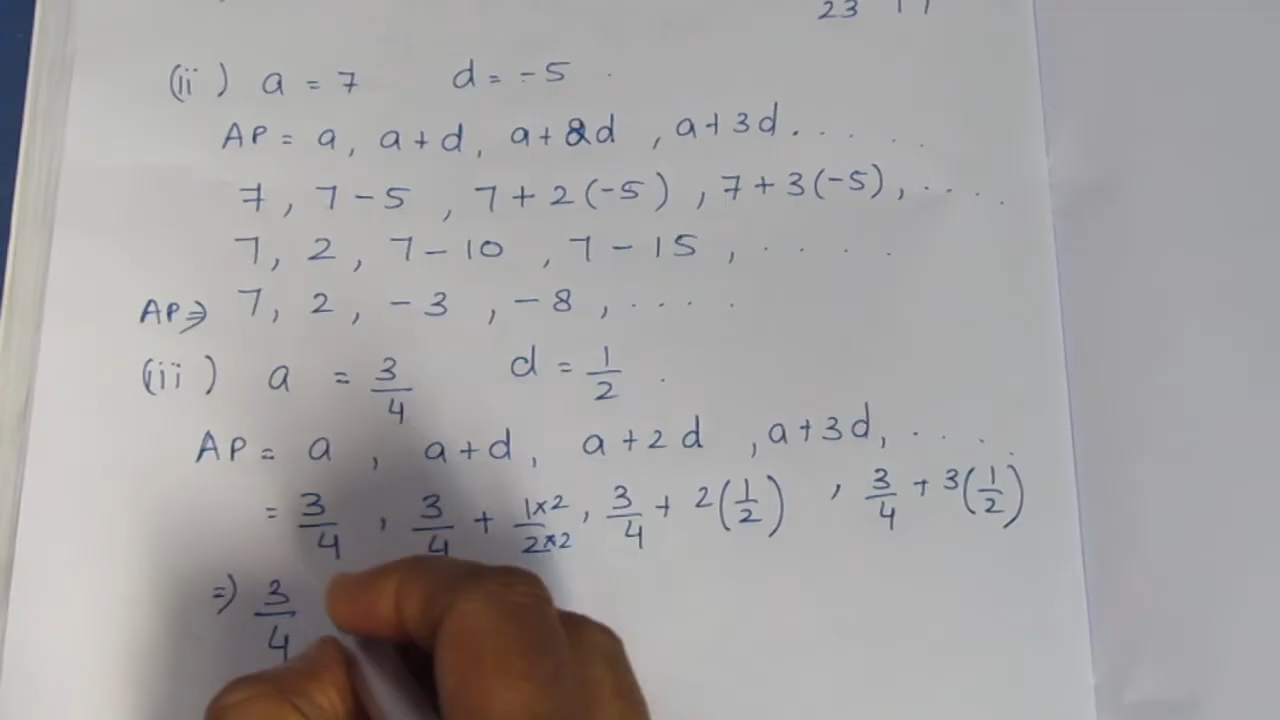 23
(ii) a = 7 d = -5
AP = a, a+d, a+2d, a+3d....
7, 7-5, 7+2(-5), 7+3(-5), ....
7, 2, 7-10, 7-15, ....
AP⇒ 7, 2, -3, -8, ....
(iii) a = 3/4 d = 1/2.
AP = a, a+d, a+2d, a+3d, ....
= 3/4, 3/4 + 1×2/2×2, 3/4 + 2(1/2), 3/4 + 3(1/2)
⇒ 3/4